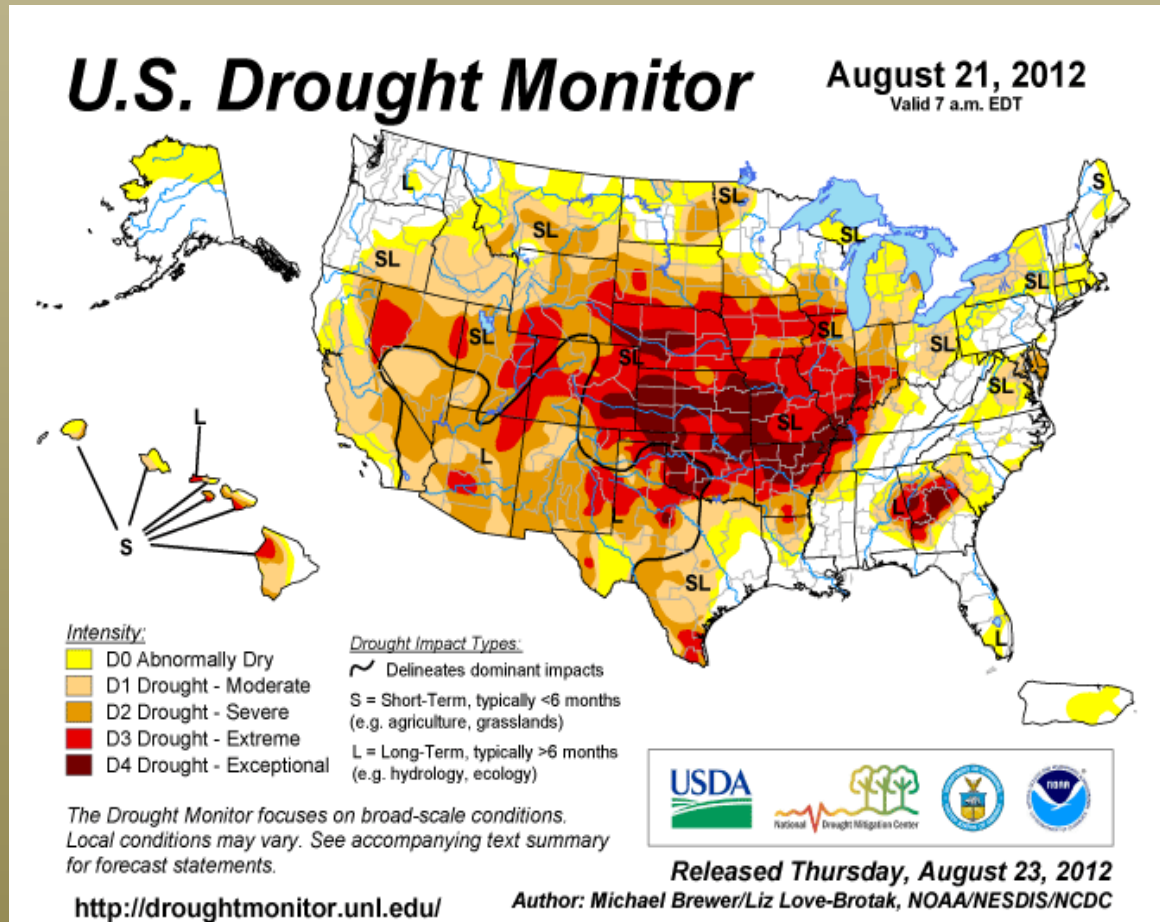 U.S. Drought Monitor
August 21, 2012
Valid 7 a.m. EDT
L
SL
S
SL
SL
SL
SL
SL
SL
SL
SL
SL
SL
L
L
L
SL
L
L
S
Intensity:
D0 Abnormally Dry
D1 Drought - Moderate
D2 Drought - Severe
D3 Drought - Extreme
D4 Drought - Exceptional
Drought Impact Types:
Delineates dominant impacts
S = Short-Term, typically <6 months
(e.g. agriculture, grasslands)
L = Long-Term, typically >6 months
(e.g. hydrology, ecology)
The Drought Monitor focuses on broad-scale conditions.
Local conditions may vary. See accompanying text summary
for forecast statements.
http://droughtmonitor.unl.edu/
USDA
National Drought Mitigation Center
noaa
Released Thursday, August 23, 2012
Author: Michael Brewer/Liz Love-Brotak, NOAA/NESDIS/NCDC